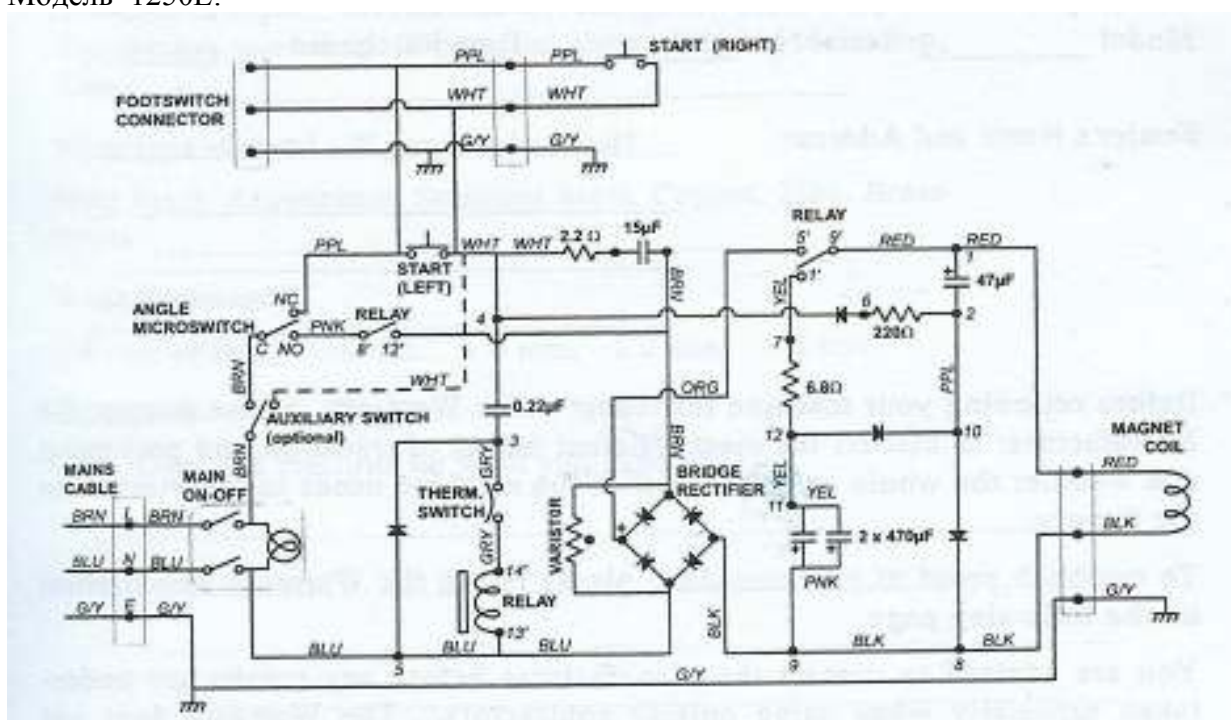 Модель 1250E:
START (RIGHT)
PPL PPL
FOOTSWITCH
CONNECTOR
WHT WHT
G/Y G/Y
RELAY
5' 9' RED RED
1'
1
PPL START
(LEFT)
WHT WHT 2.2 Ω 15µF
BRN
YEL
+ 47µF
ANGLE
MICROSWITCH
NC
C NO
PNK RELAY
8' 12'
4
6
220Ω
2
7
BRN
WHT
AUXILIARY SWITCH
(optional)
0.22µF
ORG
6.8Ω
PPL
3
12
10
BRN
BRN
MAINS
CABLE
MAIN
ON-OFF
GRY
THERM.
SWITCH
GRY
VARISTOR
BRIDGE
RECTIFIER
+
YEL
11
YEL
+ + 2 x 470µF
PNK
MAGNET
COIL
RED
BLK
BRN L BRN
BLU N BLU
G/Y E G/Y
14'
RELAY
13'
BLK
G/Y
BLU BLU BLU
BLK BLK
9 8
G/Y